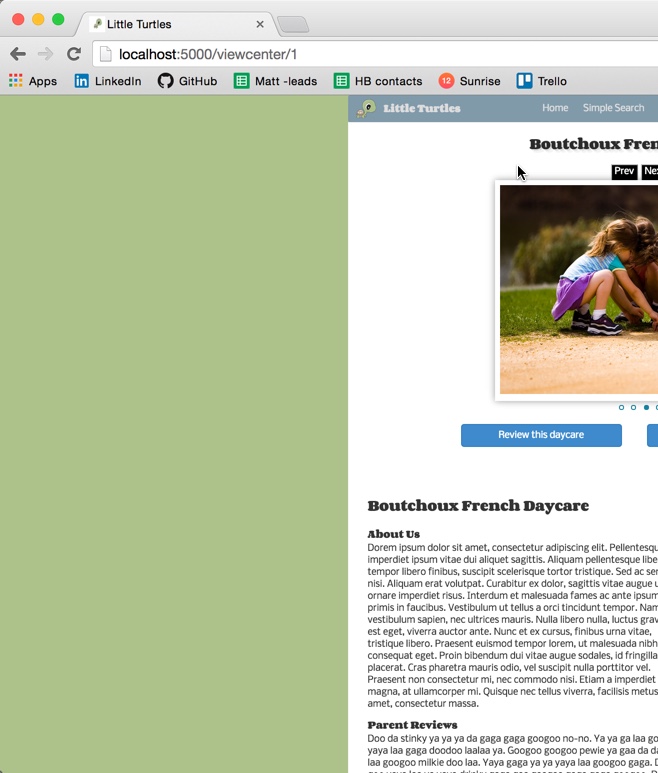 Little Turtles
localhost:5000/viewcenter/1
Apps LinkedIn GitHub Matt -leads HB contacts 12 Sunrise Trello
Little Turtles Home Simple Search
Boutchoux Fren
Prev Nex
Review this daycare
Boutchoux French Daycare
About Us
Dorem ipsum dolor sit amet, consectetur adipiscing elit. Pellentesqu
imperdiet ipsum vitae dui aliquet sagittis. Aliquam pellentesque libe
tempor libero finibus, suscipit scelerisque tortor tristique. Sed ac ser
nisi. Aliquam erat volutpat. Curabitur ex dolor, sagittis vitae augue u
ornare imperdiet risus. Interdum et malesuada fames ac ante ipsum
primis in faucibus. Vestibulum ut tellus a orci tincidunt tempor. Nam
vestibulum sapien, nec ultrices mauris. Nulla libero nulla, luctus grav
est eget, viverra auctor ante. Nunc et ex cursus, finibus urna vitae,
tristique libero. Praesent euismod tempor lorem, ut malesuada nibh
consequat eget. Proin bibendum dui vitae augue sodales, id fringilla
placerat. Cras pharetra mauris odio, vel suscipit nulla porttitor vel.
Praesent non consectetur mi, nec commodo nisi. Etiam a imperdiet
magna, at ullamcorper mi. Quisque nec tellus viverra, facilisis metus
amet, consectetur massa.
Parent Reviews
Doo da stinky ya ya ya da gaga gaga googoo no-no. Ya ya ga laa go
yaya laa gaga doodoo laalaa ya. Googoo googoo pewie ya gaa da da
laa googoo milkie doo laa. Yaya gaga ya ya yaya laa googoo gaga. D